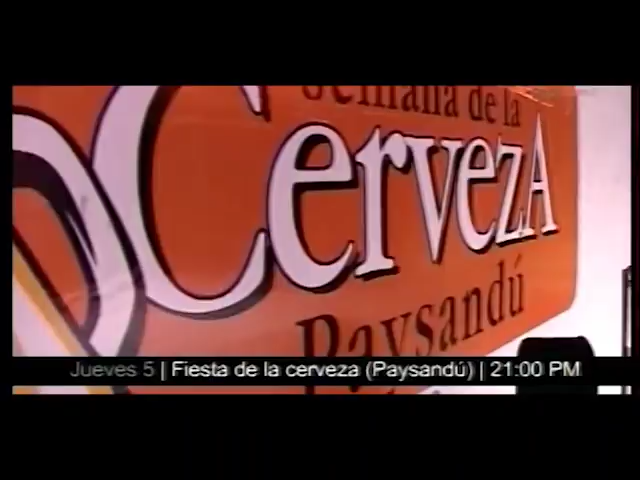 Semana de la
CervezA
Paysandú
Jueves 5 | Fiesta de la cerveza (Paysandú) | 21:00 PM